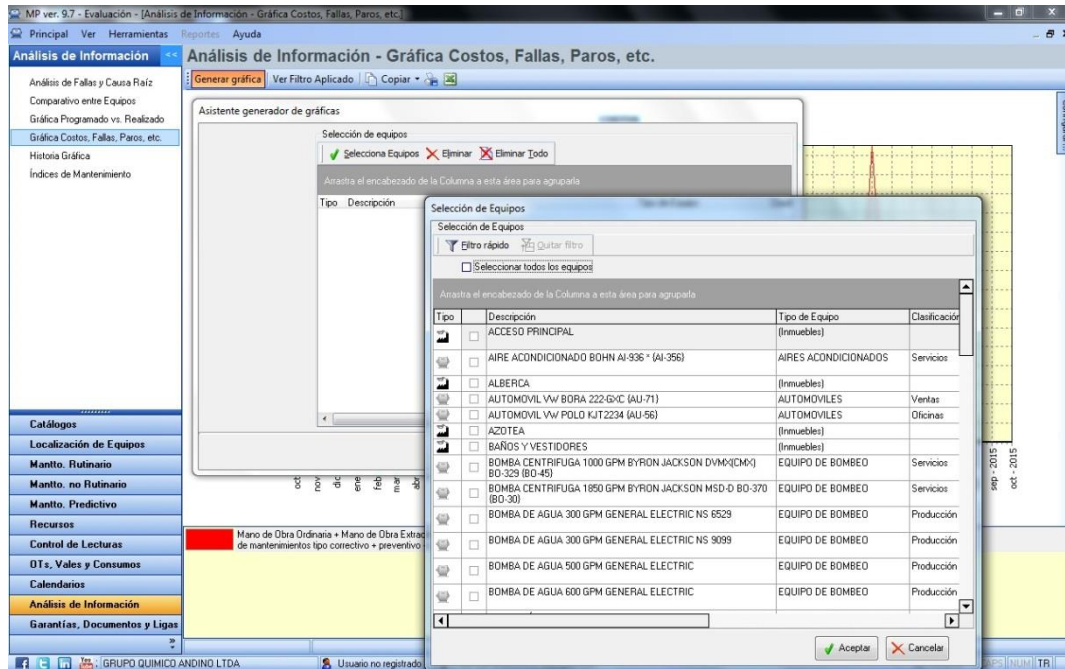 MP ver. 9.7 - Evaluación - [Análisis de Información - Gráfica Costos, Fallas, Paros, etc.]
Principal Ver Herramientas Reportes Ayuda
Análisis de Información <<
Análisis de Información - Gráfica Costos, Fallas, Paros, etc.
Generar gráfica Ver Filtro Aplicado Copiar
Análisis de Fallas y Causa Raíz
Comparativo entre Equipos
Gráfica Programado vs. Realizado
Gráfica Costos, Fallas, Paros, etc.
Historia Gráfica
Índices de Mantenimiento
Catálogos
Localización de Equipos
Mantto. Rutinario
Mantto. no Rutinario
Mantto. Predictivo
Recursos
Control de Lecturas
OTs, Vales y Consumos
Calendarios
Análisis de Información
Garantías, Documentos y Ligas
Asistente generador de gráficas
Selección de equipos
Selecciona Equipos Eliminar Eliminar Todo
Arrastra el encabezado de la Columna a esta área para agruparla
Tipo Descripción
Selección de Equipos
Selección de Equipos
Filtro rápido Quitar filtro
Seleccionar todos los equipos
Arrastra el encabezado de la Columna a esta área para agruparla
Tipo Descripción Tipo de Equipo Clasificación
ACCESO PRINCIPAL (Inmuebles)
AIRE ACONDICIONADO BOHN AI-936 * {AI-356} AIRES ACONDICIONADOS Servicios
ALBERCA (Inmuebles)
AUTOMOVIL VW BORA 222-GXC {AU-71} AUTOMOVILES Ventas
AUTOMOVIL VW POLO KJT2234 {AU-56} AUTOMOVILES Oficinas
AZOTEA (Inmuebles)
BAÑOS Y VESTIDORES (Inmuebles)
BOMBA CENTRIFUGA 1000 GPM BYRON JACKSON DVMX(CMX) EQUIPO DE BOMBEO Servicios
BO-329 {BO-45}
BOMBA CENTRIFUGA 1850 GPM BYRON JACKSON MSD-D BO-370 EQUIPO DE BOMBEO Servicios
{BO-30}
BOMBA DE AGUA 300 GPM GENERAL ELECTRIC NS 6529 EQUIPO DE BOMBEO Producción
BOMBA DE AGUA 300 GPM GENERAL ELECTRIC NS 9099 EQUIPO DE BOMBEO Producción
BOMBA DE AGUA 500 GPM GENERAL ELECTRIC EQUIPO DE BOMBEO Producción
BOMBA DE AGUA 600 GPM GENERAL ELECTRIC EQUIPO DE BOMBEO Producción
Aceptar Cancelar
oct
nov
dic
ene
feb
mar
abr
sep - 2015
oct - 2015
Mano de Obra Ordinaria + Mano de Obra Extrao
de mantenimientos tipo correctivo + preventivo
GRUPO QUIMICO ANDINO LTDA Usuario no registrado CAPS NUM TR